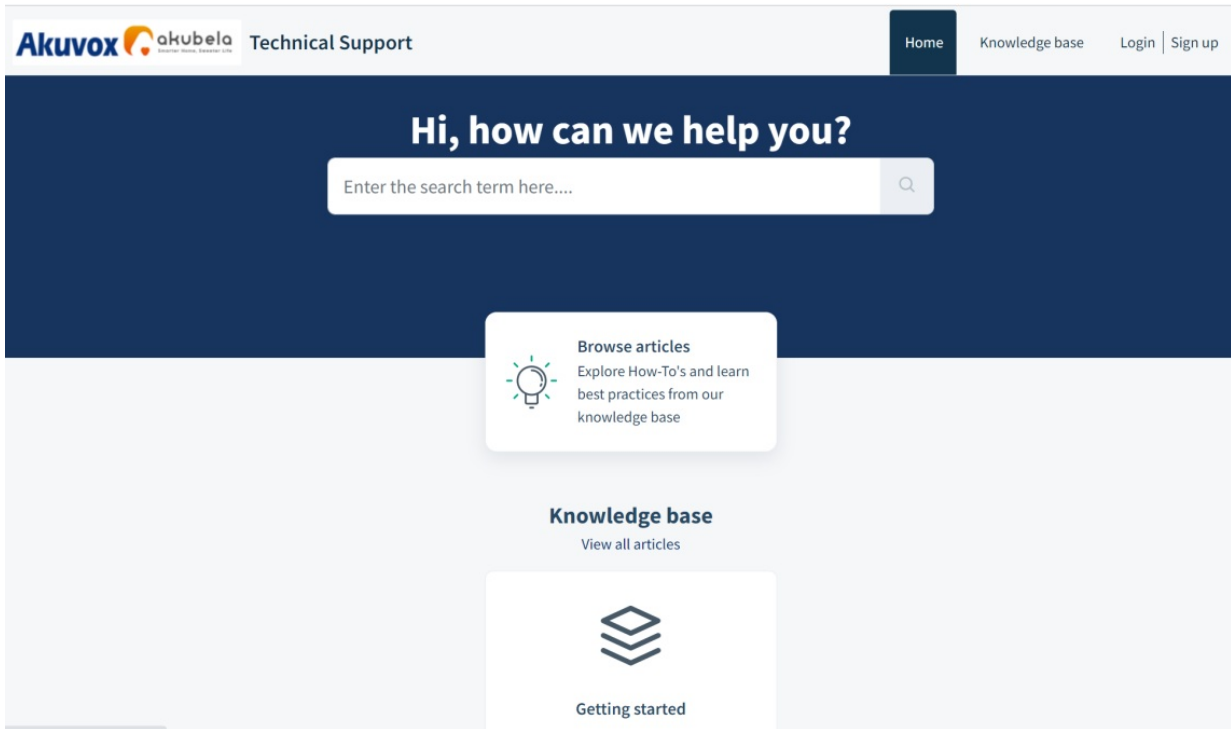 Akuvox akubela Technical Support Home Knowledge base Login Sign up
Hi, how can we help you?
Enter the search term here....
Browse articles
Explore How-To's and learn
best practices from our
knowledge base
Knowledge base
View all articles
Getting started